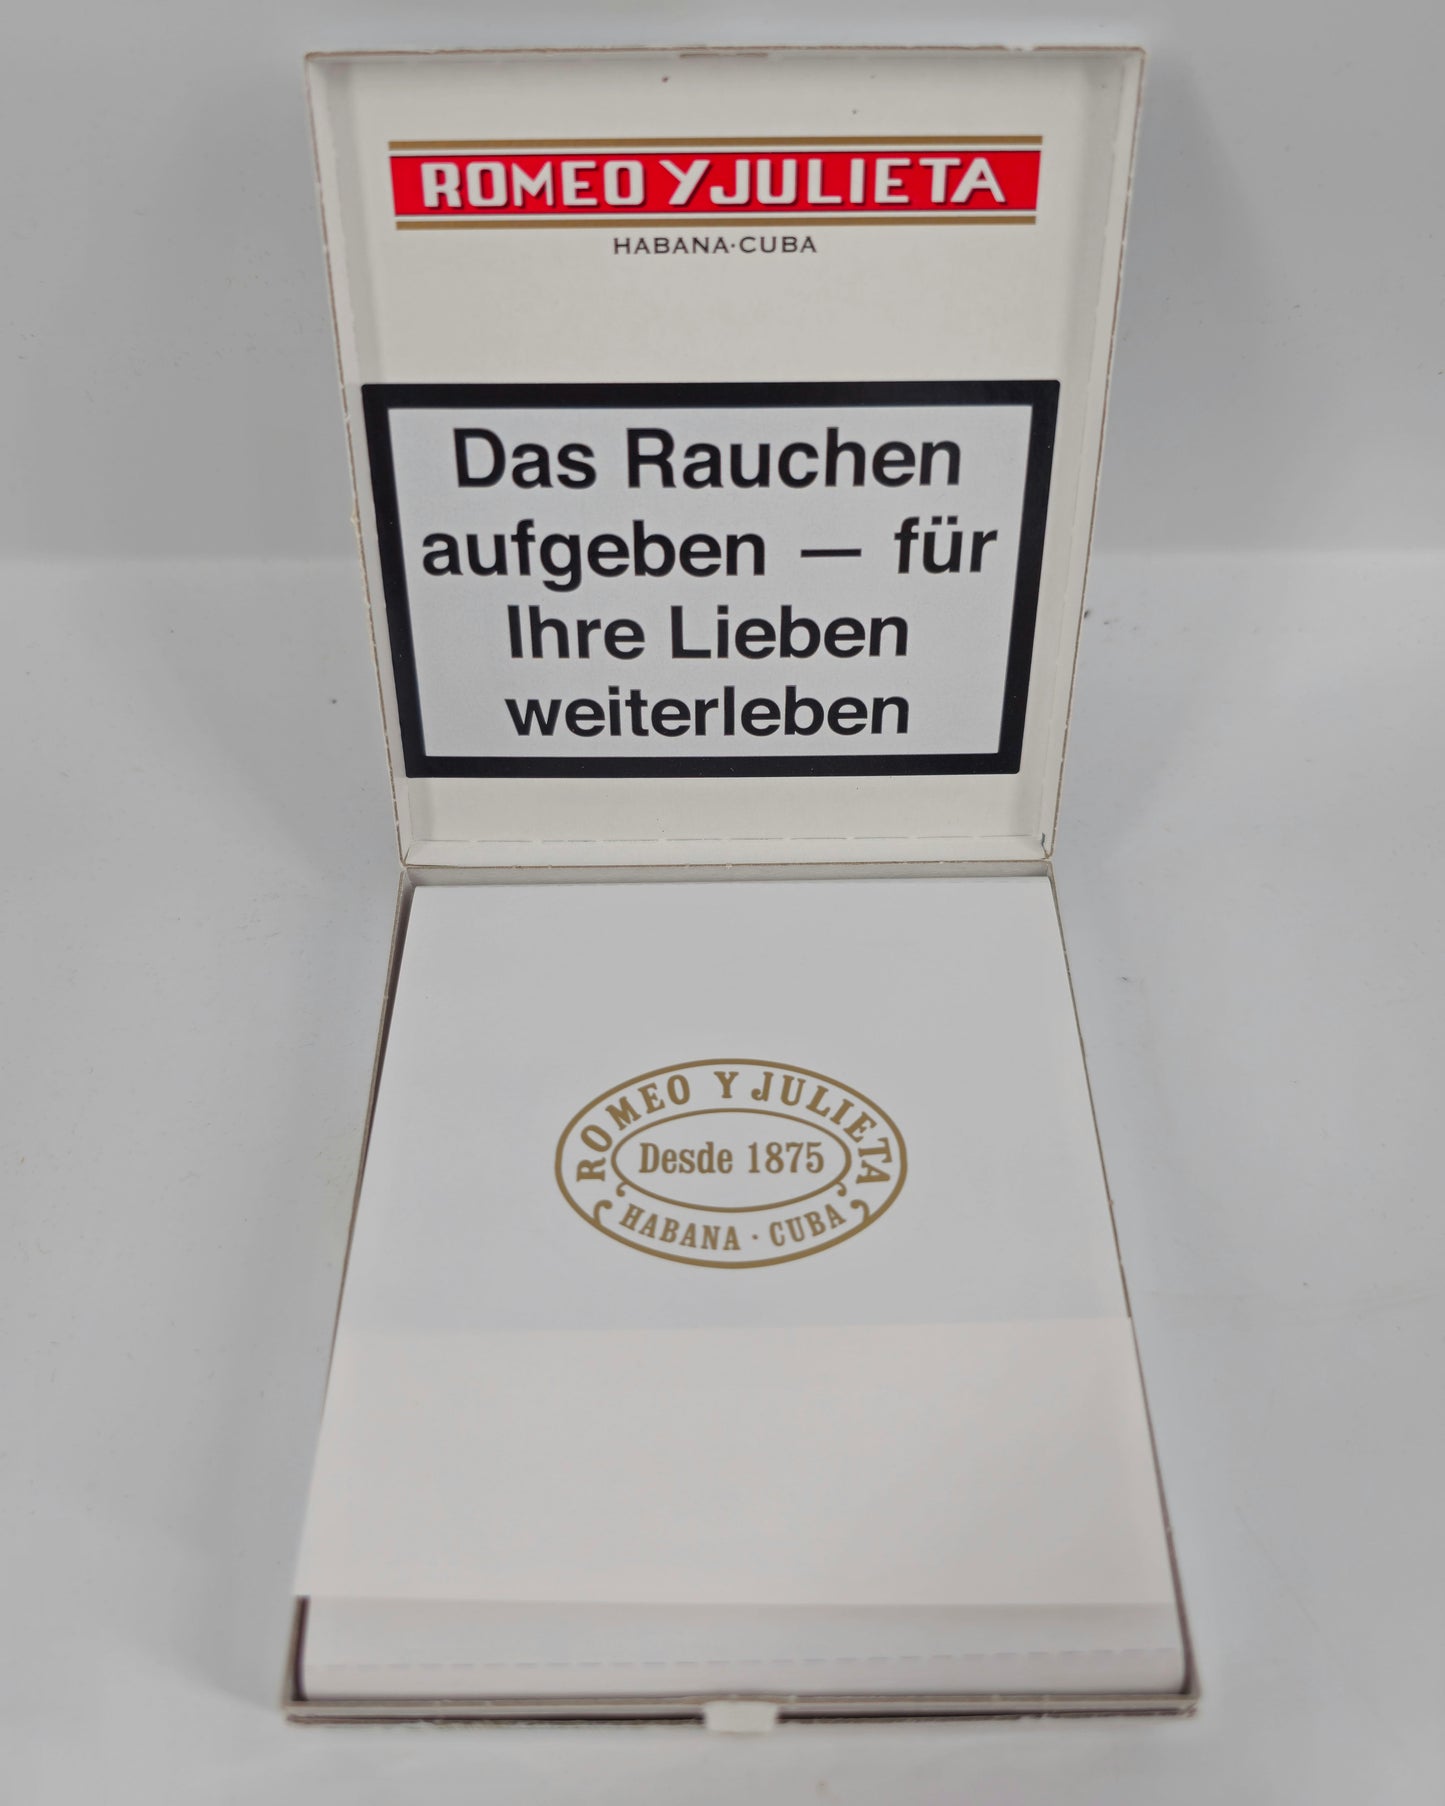 ROMEO Y JULIETA
HABANA·CUBA
Das Rauchen
aufgeben — für
Ihre Lieben
weiterleben
ROMEO Y JULIETA
Desde 1875
HABANA · CUBA